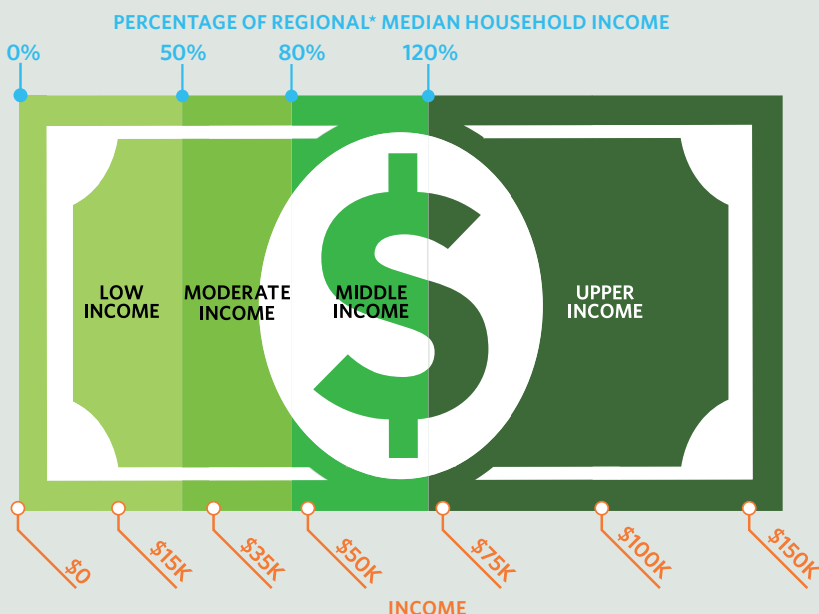 PERCENTAGE OF REGIONAL* MEDIAN HOUSEHOLD INCOME
0% 50% 80% 120%
LOW
INCOME
MODERATE
INCOME
MIDDLE
INCOME
UPPER
INCOME
$0 $15K $35K $50K $75K $100K $150K
INCOME